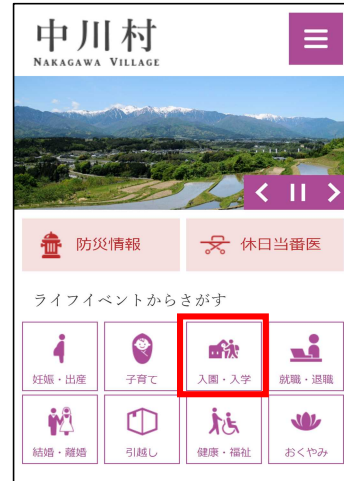 中川村
NAKAGAWA VILLAGE
防災情報
休日当番医
ライフイベントからさがす
妊娠・出産
子育て
入園・入学
就職・退職
結婚・離婚
引越し
健康・福祉
おくやみ